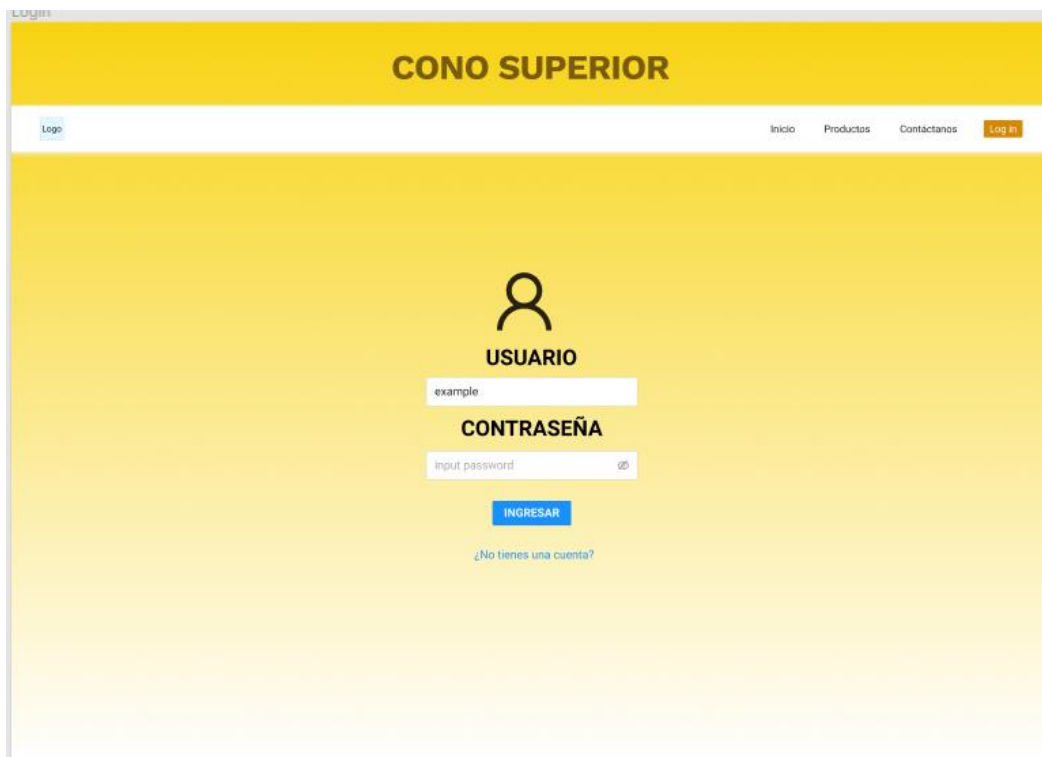 Login
CONO SUPERIOR
Logo
Inicio Productos Contáctanos Log in
USUARIO
example
CONTRASEÑA
input password
INGRESAR
¿No tienes una cuenta?